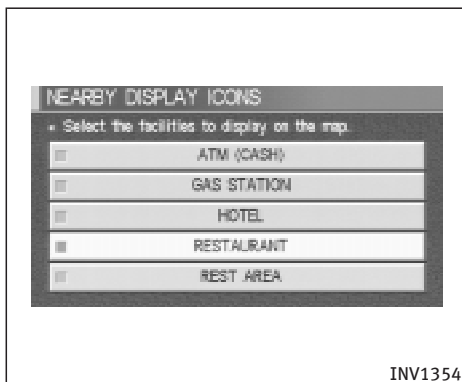 NEARBY DISPLAY ICONS
Select the facilities to display on the map.
ATM (CASH)
GAS STATION
HOTEL
RESTAURANT
REST AREA
INV1354